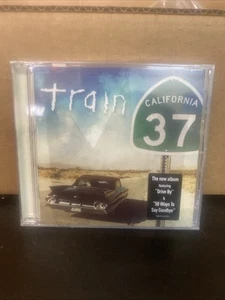 train
CALIFORNIA
37
The new album
featuring
"Drive By"
&
"50 Ways To
Say Goodbye"